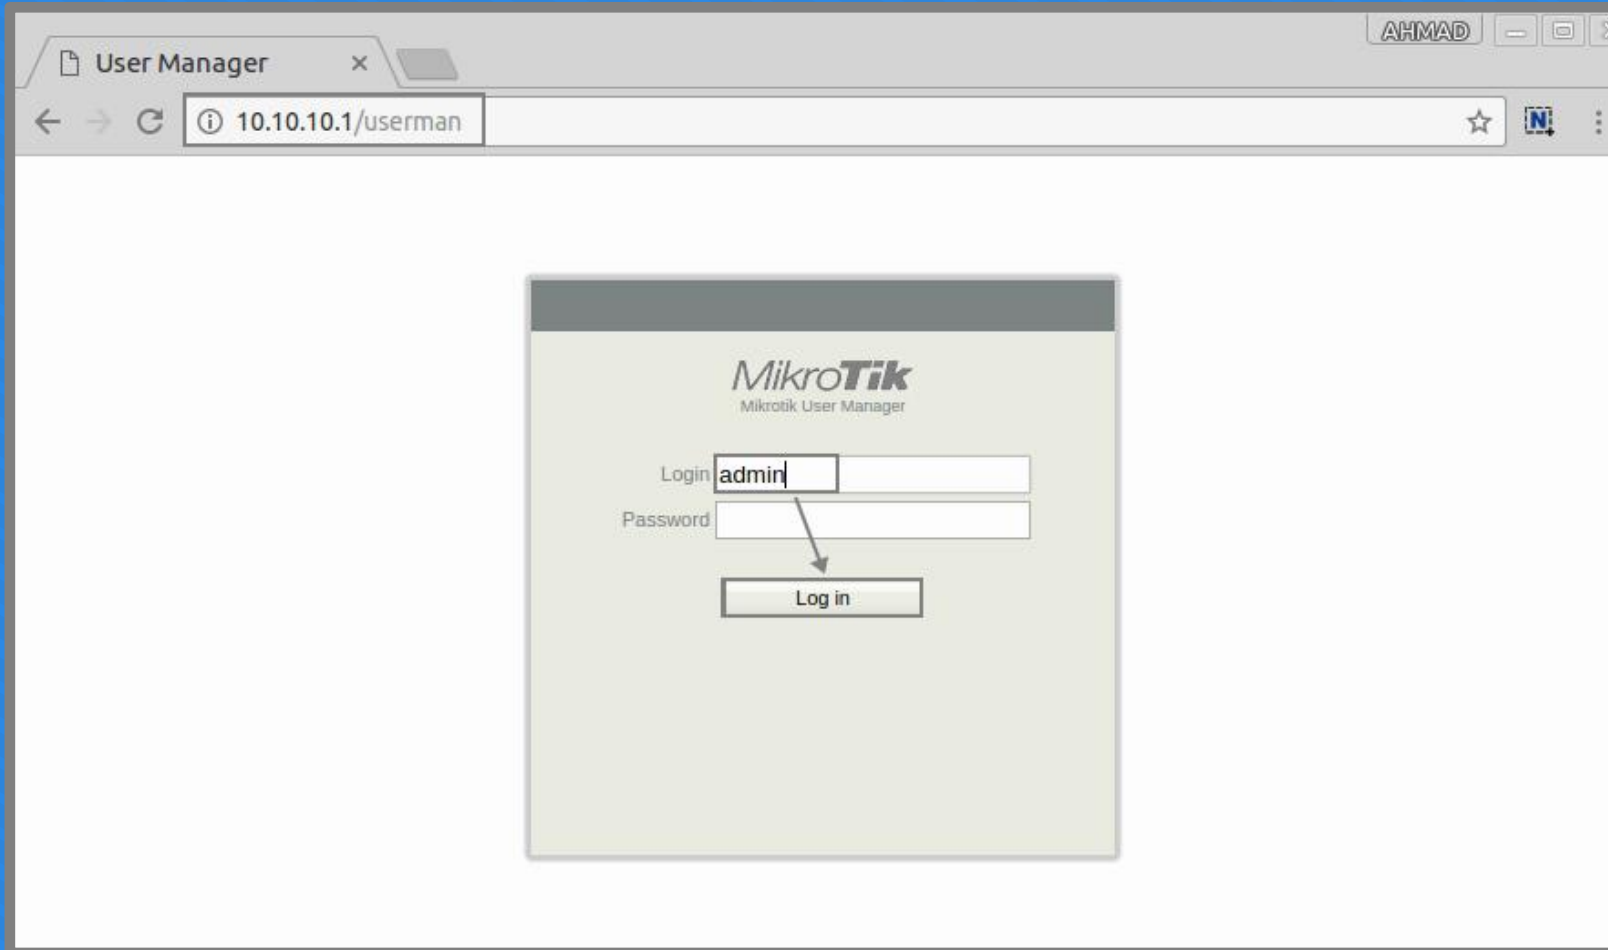 AHMAD
User Manager
10.10.10.1/userman
N
MikroTik
Mikrotik User Manager
Login admin
Password
Log in